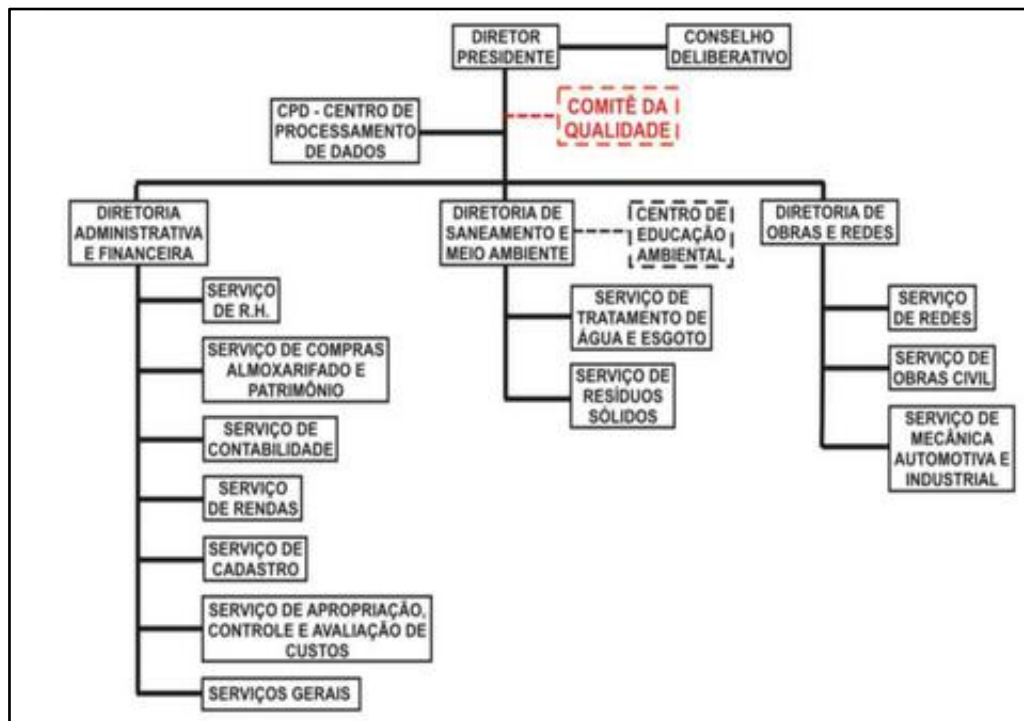 DIRETOR
PRESIDENTE
CONSELHO
DELIBERATIVO
COMITÊ DA
QUALIDADE
CPD - CENTRO DE
PROCESSAMENTO
DE DADOS
DIRETORIA
ADMINISTRATIVA
E FINANCEIRA
DIRETORIA DE
SANEAMENTO E
MEIO AMBIENTE
CENTRO DE
EDUCAÇÃO
AMBIENTAL
DIRETORIA DE
OBRAS E REDES
SERVIÇO
DE R.H.
SERVIÇO DE COMPRAS
ALMOXARIFADO E
PATRIMÔNIO
SERVIÇO DE
CONTABILIDADE
SERVIÇO
DE RENDAS
SERVIÇO DE
CADASTRO
SERVIÇO DE APROPRIAÇÃO,
CONTROLE E AVALIAÇÃO DE
CUSTOS
SERVIÇOS GERAIS
SERVIÇO DE
TRATAMENTO DE
ÁGUA E ESGOTO
SERVIÇO DE
RESÍDUOS
SÓLIDOS
SERVIÇO
DE REDES
SERVIÇO DE
OBRAS CIVIL
SERVIÇO DE
MECÂNICA
AUTOMOTIVA E
INDUSTRIAL